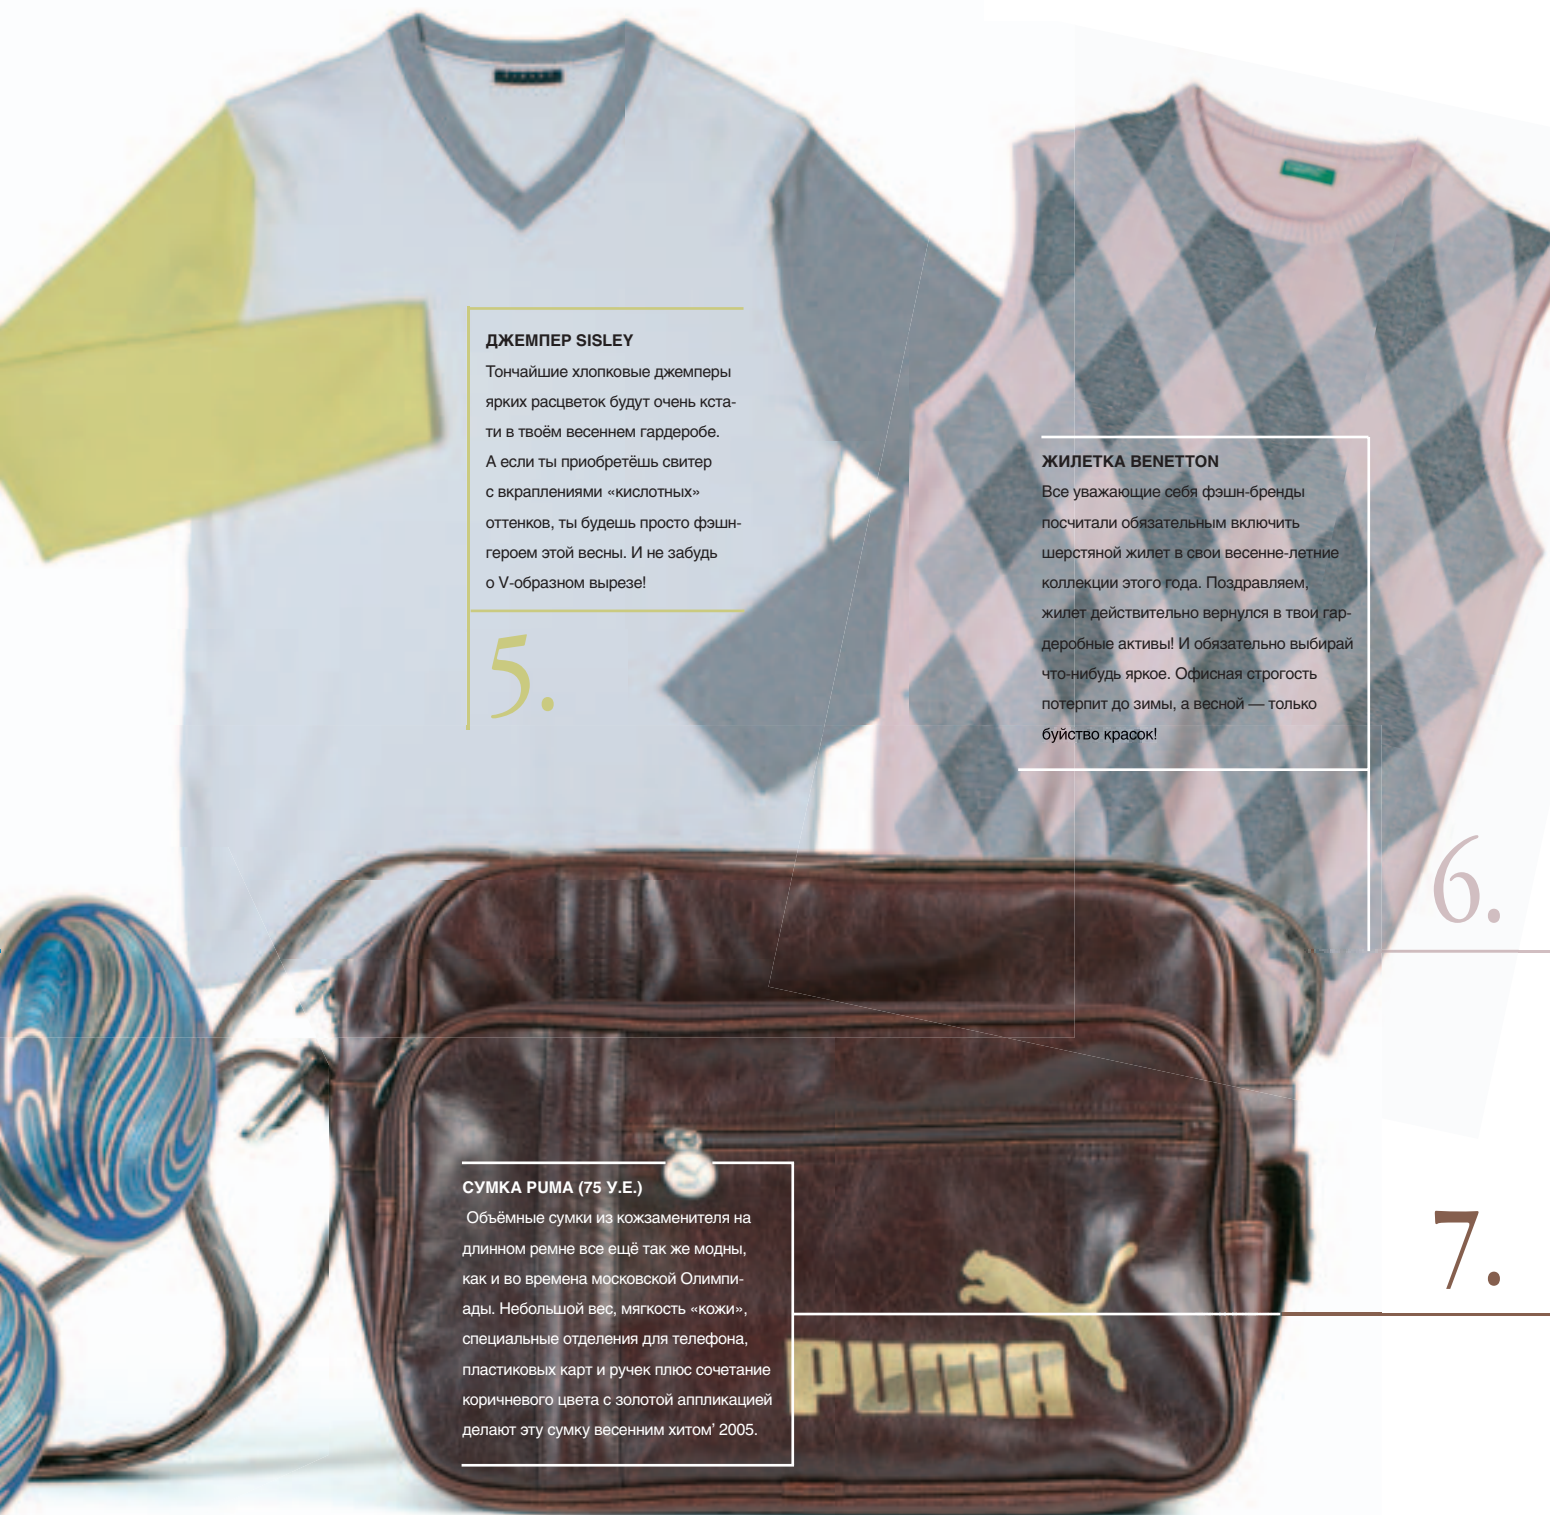 ДЖЕМПЕР SISLEY
Тончайшие хлопковые джемперы
ярких расцветок будут очень кста-
ти в твоём весеннем гардеробе.
А если ты приобретёшь свитер
с вкраплениями «кислотных»
оттенков, ты будешь просто фэшн-
героем этой весны. И не забудь
о V-образном вырезе!
5.
ЖИЛЕТКА BENETTON
Все уважающие себя фэшн-бренды
посчитали обязательным включить
шерстяной жилет в свои весенне-летние
коллекции этого года. Поздравляем,
жилет действительно вернулся в твои гар-
деробные активы! И обязательно выбирай
что-нибудь яркое. Офисная строгость
потерпит до зимы, а весной — только
буйство красок!
6.
СУМКА PUMA (75 У.Е.)
Объёмные сумки из кожзаменителя на
длинном ремне все ещё так же модны,
как и во времена московской Олимпи-
ады. Небольшой вес, мягкость «кожи»,
специальные отделения для телефона,
пластиковых карт и ручек плюс сочетание
коричневого цвета с золотой аппликацией
делают эту сумку весенним хитом' 2005.
7.
PUMA